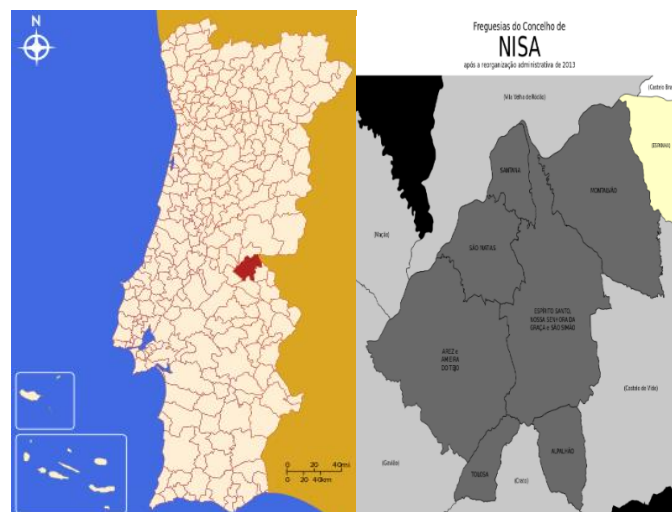 N
0 20 40mi
0 20 40km
Freguesias do Concelho de
NISA
após a reorganização administrativa de 2013
(Vila Velha de Ródão)
(ESPANHA)
SANTANA
MONTALVÃO
(Mação)
SÃO MATIAS
ESPÍRITO SANTO,
NOSSA SENHORA DA
GRAÇA e SÃO SIMÃO
AREZ e
AMIEIRA
DO TEJO
(Castelo de Vide)
ALPALHÃO
(Gavião)
TOLOSA
(Crato)